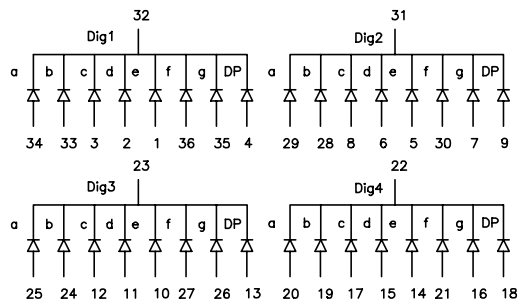 32 31
Dig1 Dig2
a b c d e f g DP a b c d e f g DP
34 33 3 2 1 36 35 4 29 28 8 6 5 30 7 9
23 22
Dig3 Dig4
a b c d e f g DP a b c d e f g DP
25 24 12 11 10 27 26 13 20 19 17 15 14 21 16 18